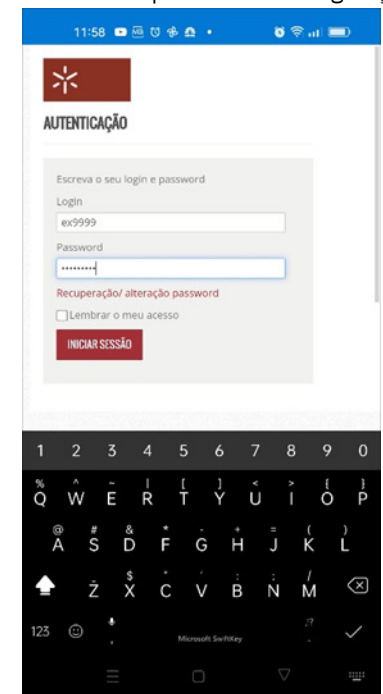 11:58
AUTENTICAÇÃO
Escreva o seu login e password
Login
ex9999
Password
•••••••••
Recuperação/ alteração password
Lembrar o meu acesso
INICIAR SESSÃO
1 2 3 4 5 6 7 8 9 0
% ^ ~ | [ ] < > { }
Q W E R T Y U I O P
@ # & * - + = ( )
A S D F G H J K L
$ " ' : ; /
Z X C V B N M
123 , Microsoft SwiftKey .